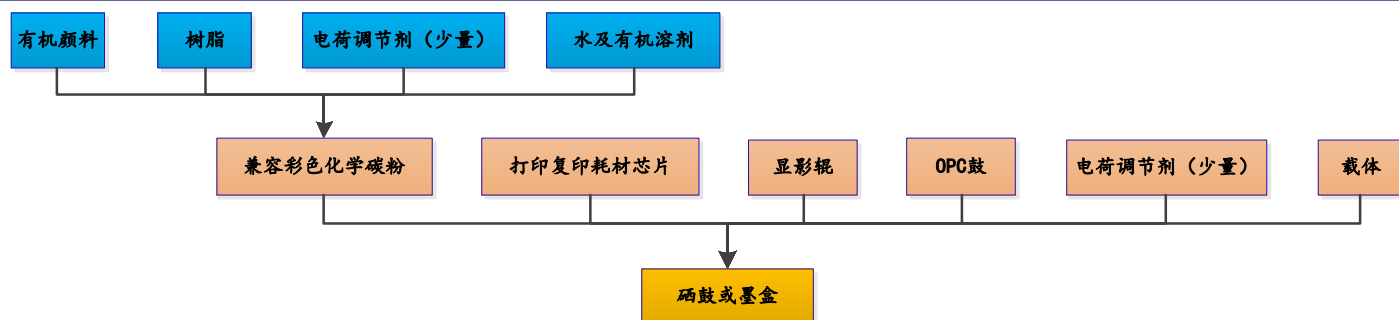 有机颜料
树脂
电荷调节剂（少量）
水及有机溶剂
兼容彩色化学碳粉
打印复印耗材芯片
显影辊
OPC鼓
电荷调节剂（少量）
载体
硒鼓或墨盒